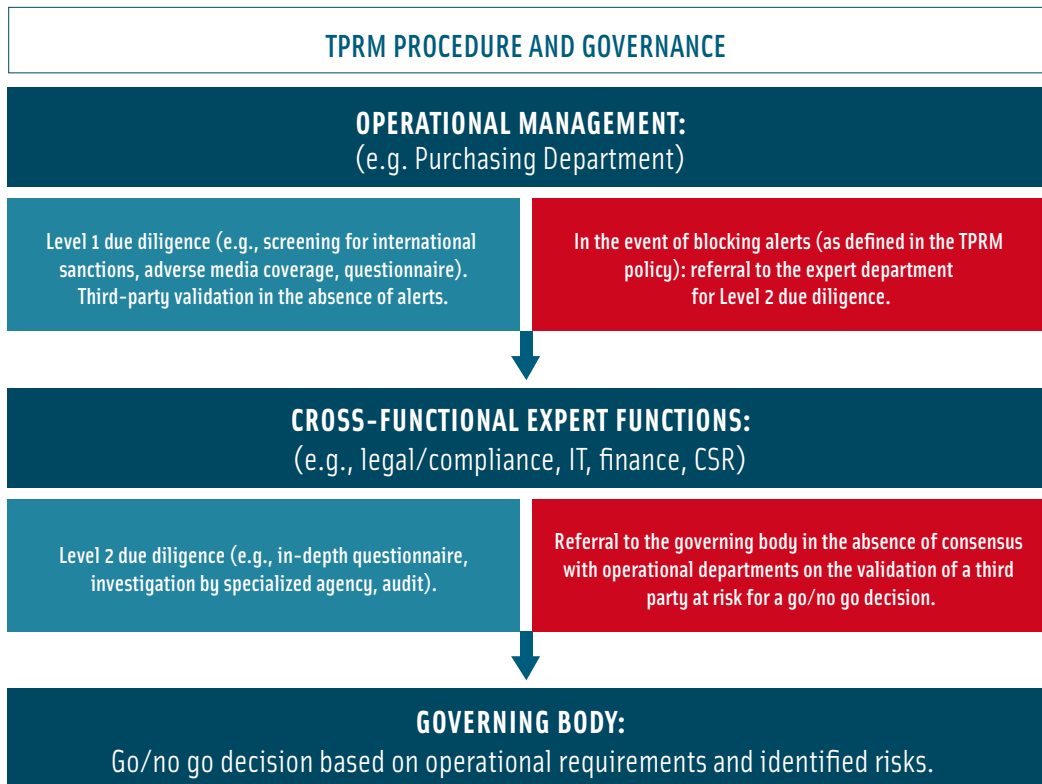 TPRM PROCEDURE AND GOVERNANCE
OPERATIONAL MANAGEMENT:
(e.g. Purchasing Department)
Level 1 due diligence (e.g., screening for international
sanctions, adverse media coverage, questionnaire).
Third-party validation in the absence of alerts.
In the event of blocking alerts (as defined in the TPRM
policy): referral to the expert department
for Level 2 due diligence.
CROSS-FUNCTIONAL EXPERT FUNCTIONS:
(e.g., legal/compliance, IT, finance, CSR)
Level 2 due diligence (e.g., in-depth questionnaire,
investigation by specialized agency, audit).
Referral to the governing body in the absence of consensus
with operational departments on the validation of a third
party at risk for a go/no go decision.
GOVERNING BODY:
Go/no go decision based on operational requirements and identified risks.